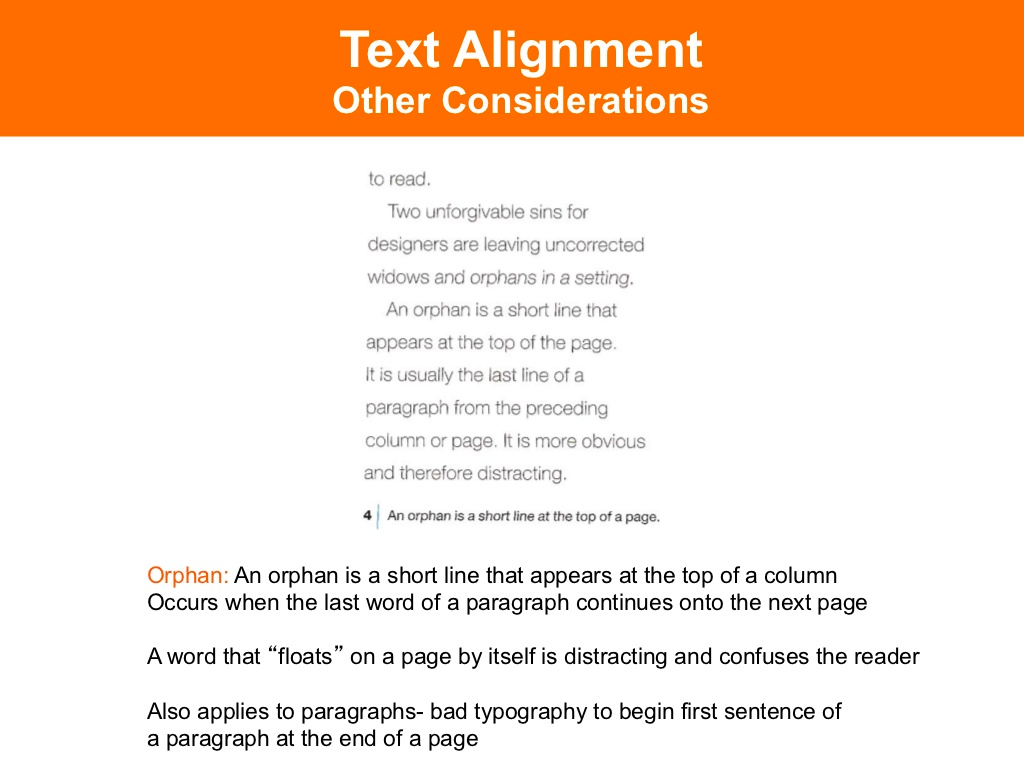 Text Alignment
Other Considerations
to read.
Two unforgivable sins for
designers are leaving uncorrected
widows and orphans in a setting.
An orphan is a short line that
appears at the top of the page.
It is usually the last line of a
paragraph from the preceding
column or page. It is more obvious
and therefore distracting.
4 | An orphan is a short line at the top of a page.
Orphan: An orphan is a short line that appears at the top of a column
Occurs when the last word of a paragraph continues onto the next page
A word that “floats” on a page by itself is distracting and confuses the reader
Also applies to paragraphs- bad typography to begin first sentence of
a paragraph at the end of a page